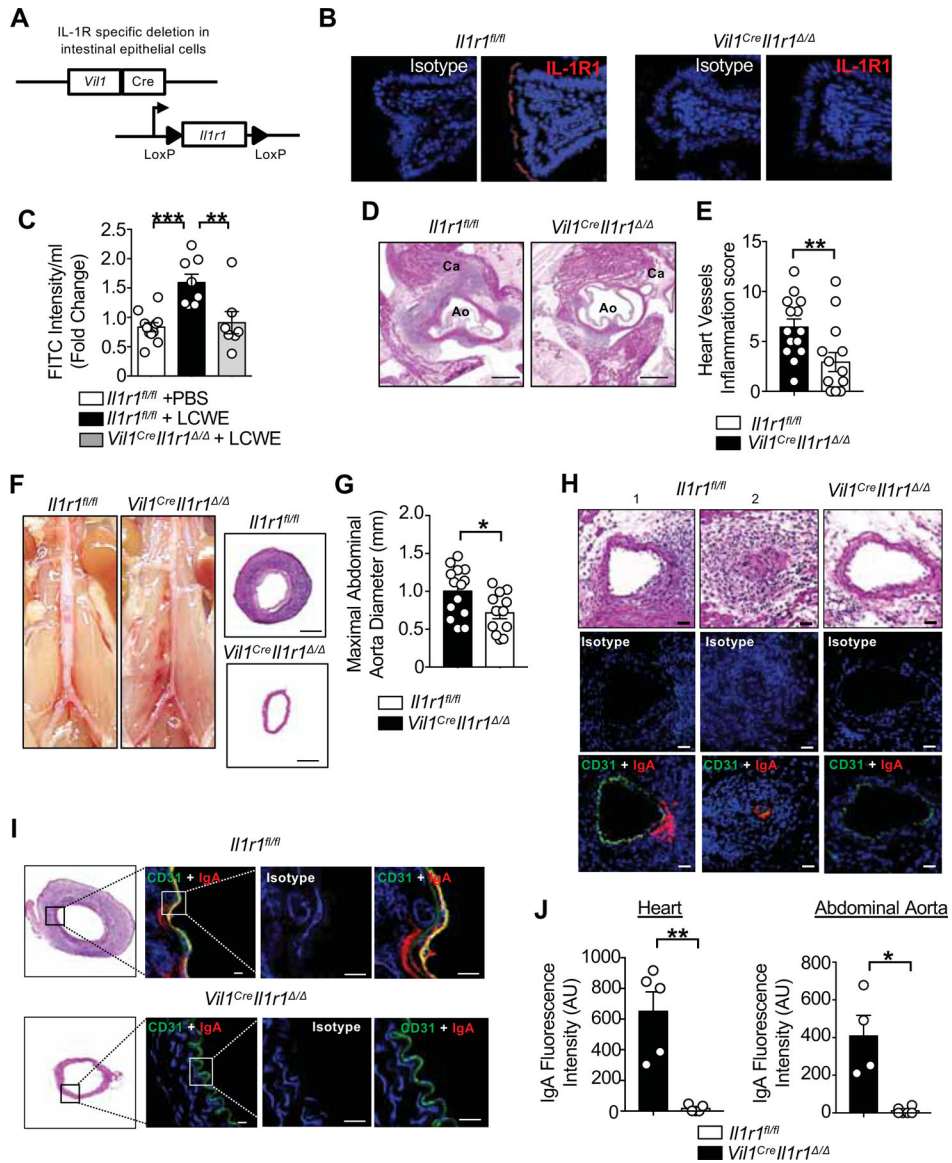 A
IL-1R specific deletion in
intestinal epithelial cells
Vil1 Cre
Il1r1
LoxP LoxP
B
Il1r1fl/fl Vil1CreIl1r1Δ/Δ
Isotype IL-1R1 Isotype IL-1R1
C
*** **
FITC Intensity/ml
(Fold Change)
2.5
2.0
1.5
1.0
0.5
0.0
Il1r1fl/fl +PBS
Il1r1fl/fl + LCWE
Vil1CreIl1r1Δ/Δ + LCWE
D
Il1r1fl/fl Vil1CreIl1r1Δ/Δ
Ca Ao
Ca Ao
E
**
Heart Vessels
Inflammation score
15
10
5
0
Il1r1fl/fl
Vil1CreIl1r1Δ/Δ
F
Il1r1fl/fl Vil1CreIl1r1Δ/Δ
Il1r1fl/fl
Vil1CreIl1r1Δ/Δ
G
*
Maximal Abdominal
Aorta Diameter (mm)
2.0
1.5
1.0
0.5
0.0
Il1r1fl/fl
Vil1CreIl1r1Δ/Δ
H
Il1r1fl/fl Vil1CreIl1r1Δ/Δ
1 2
Isotype Isotype Isotype
CD31 + IgA CD31 + IgA CD31 + IgA
I
Il1r1fl/fl
CD31 + IgA Isotype CD31 + IgA
Vil1CreIl1r1Δ/Δ
CD31 + IgA Isotype CD31 + IgA
J
Heart
**
IgA Fluorescence
Intensity (AU)
1000
800
600
400
200
0
Abdominal Aorta
*
IgA Fluorescence
Intensity (AU)
800
600
400
200
0
Il1r1fl/fl
Vil1CreIl1r1Δ/Δ